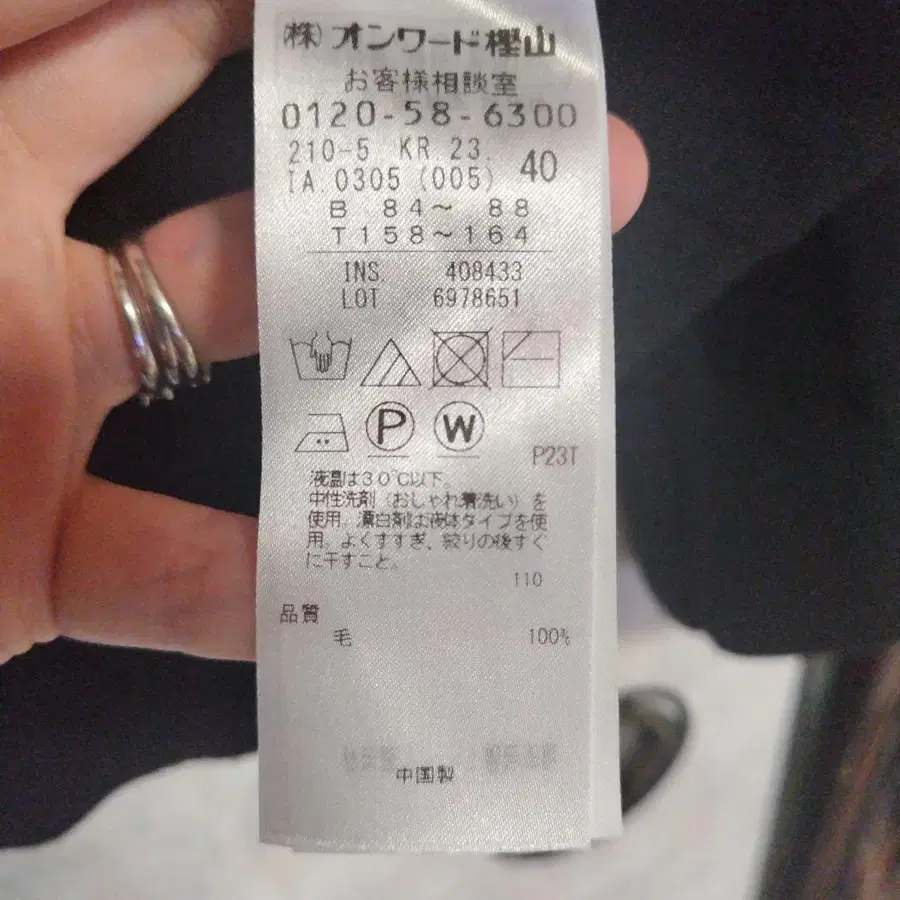 (株)オンワード樫山
お客様相談室
0120-58-6300
210-5 KR 23. 40
IA.0305 (005)
B 84～ 88
T158～164
INS. 408433
LOT 6978651
P W
P23T
液温は30℃以下。
中性洗剤（おしゃれ着洗い）を
使用。漂白剤は液体タイプを使
用。よくすすぎ、絞りの後すぐ
に干すこと。
110
品質
毛 100%
中国製